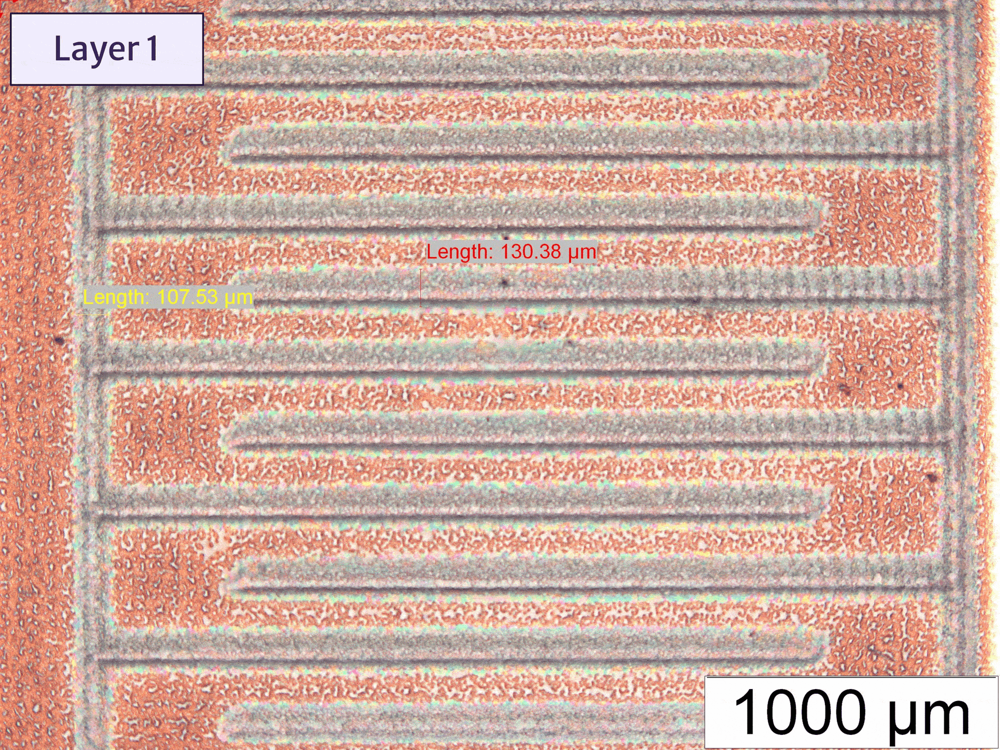 Layer 1
Length: 130.38 µm
Length: 107.53 µm
1000 µm